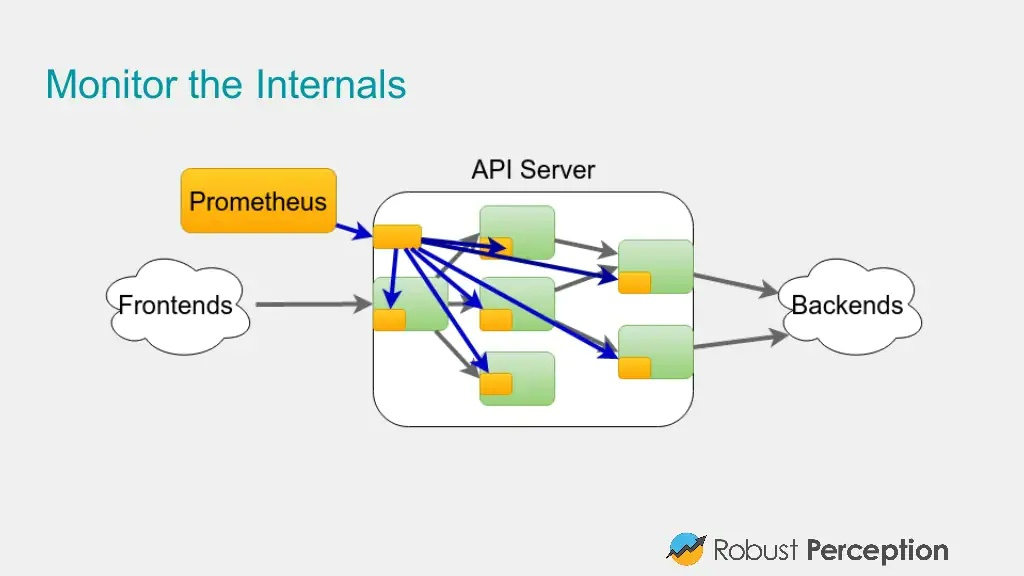 Monitor the Internals
API Server
Prometheus
Frontends
Backends
Robust Perception